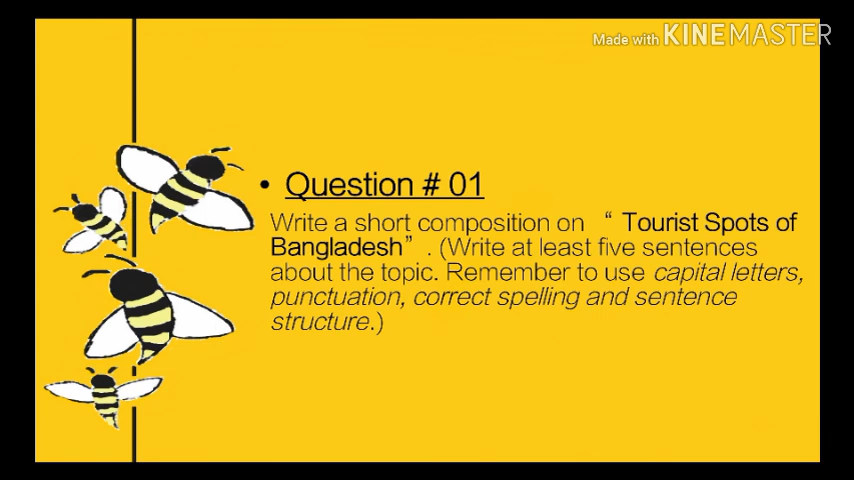 Made with KINEMASTER
• Question # 01
Write a short composition on “ Tourist Spots of
Bangladesh” . (Write at least five sentences
about the topic. Remember to use capital letters,
punctuation, correct spelling and sentence
structure.)